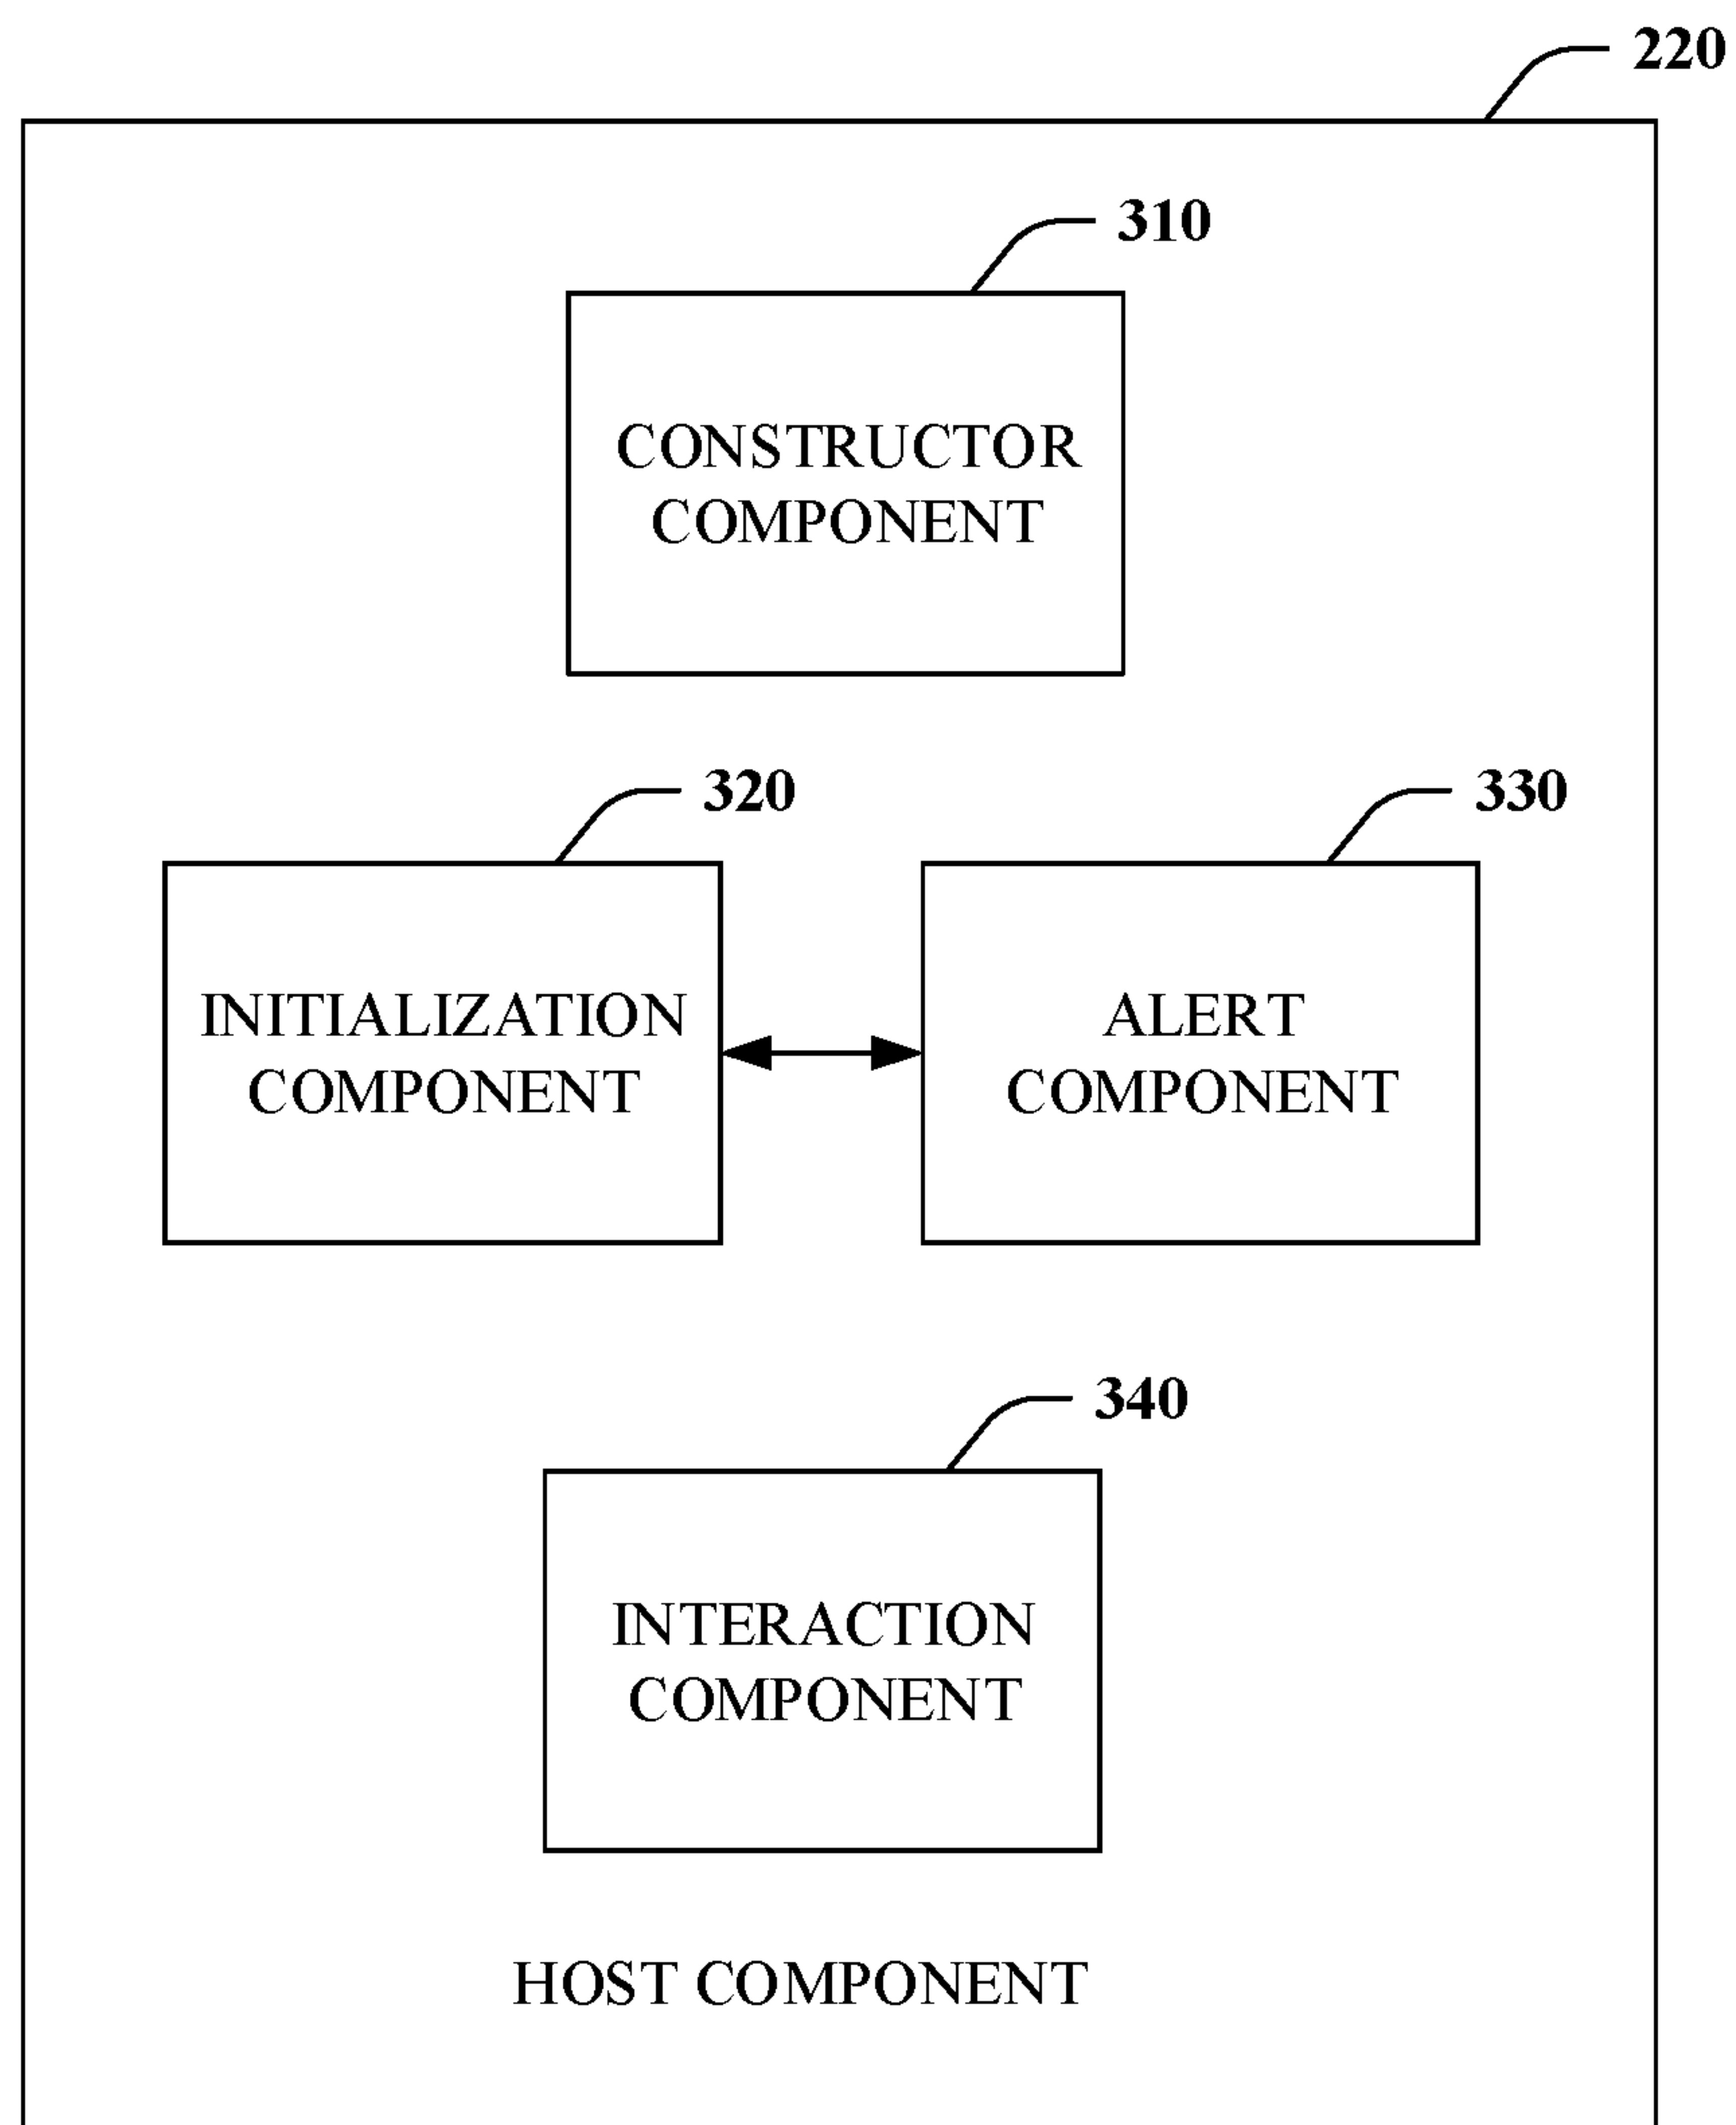 220
310
CONSTRUCTOR
COMPONENT
320
330
INITIALIZATION
COMPONENT
ALERT
COMPONENT
340
INTERACTION
COMPONENT
HOST COMPONENT